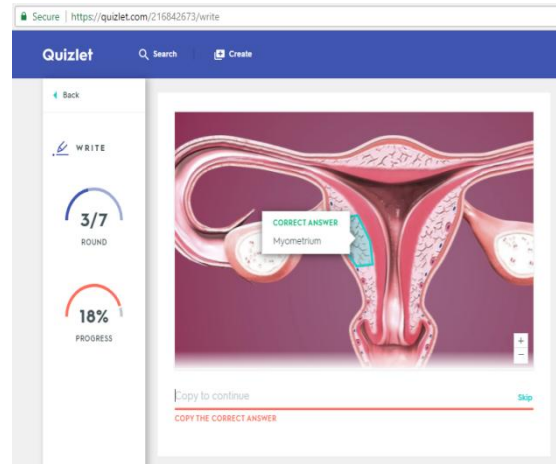 Secure | https://quizlet.com/216842673/write
Quizlet
Search
Create
Back
WRITE
3/7
ROUND
18%
PROGRESS
CORRECT ANSWER
Myometrium
+
−
Copy to continue
Skip
COPY THE CORRECT ANSWER